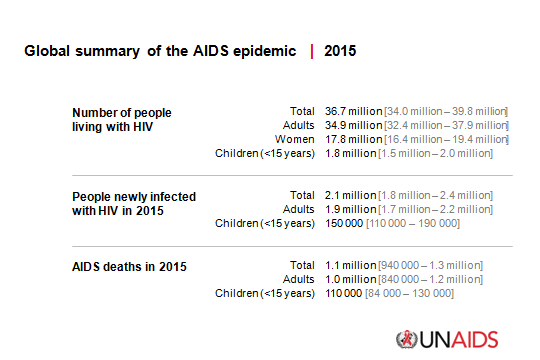 Global summary of the AIDS epidemic | 2015
Number of people living with HIV
Total 36.7 million [34.0 million – 39.8 million]
Adults 34.9 million [32.4 million – 37.9 million]
Women 17.8 million [16.4 million – 19.4 million]
Children (<15 years) 1.8 million [1.5 million – 2.0 million]
People newly infected with HIV in 2015
Total 2.1 million [1.8 million – 2.4 million]
Adults 1.9 million [1.7 million – 2.2 million]
Children (<15 years) 150 000 [110 000 – 190 000]
AIDS deaths in 2015
Total 1.1 million [940 000 – 1.3 million]
Adults 1.0 million [840 000 – 1.2 million]
Children (<15 years) 110 000 [84 000 – 130 000]
UNAIDS